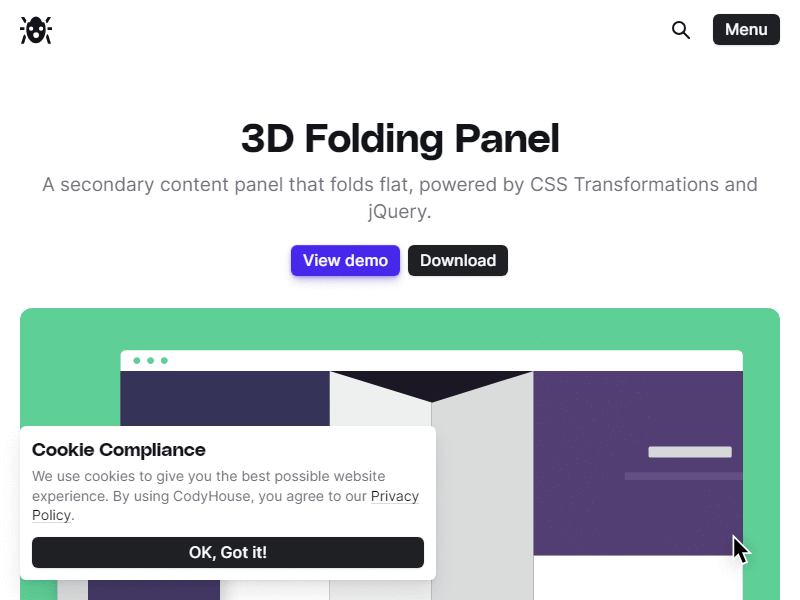 Menu
3D Folding Panel
A secondary content panel that folds flat, powered by CSS Transformations and
jQuery.
View demo
Download
Cookie Compliance
We use cookies to give you the best possible website
experience. By using CodyHouse, you agree to our Privacy
Policy.
OK, Got it!